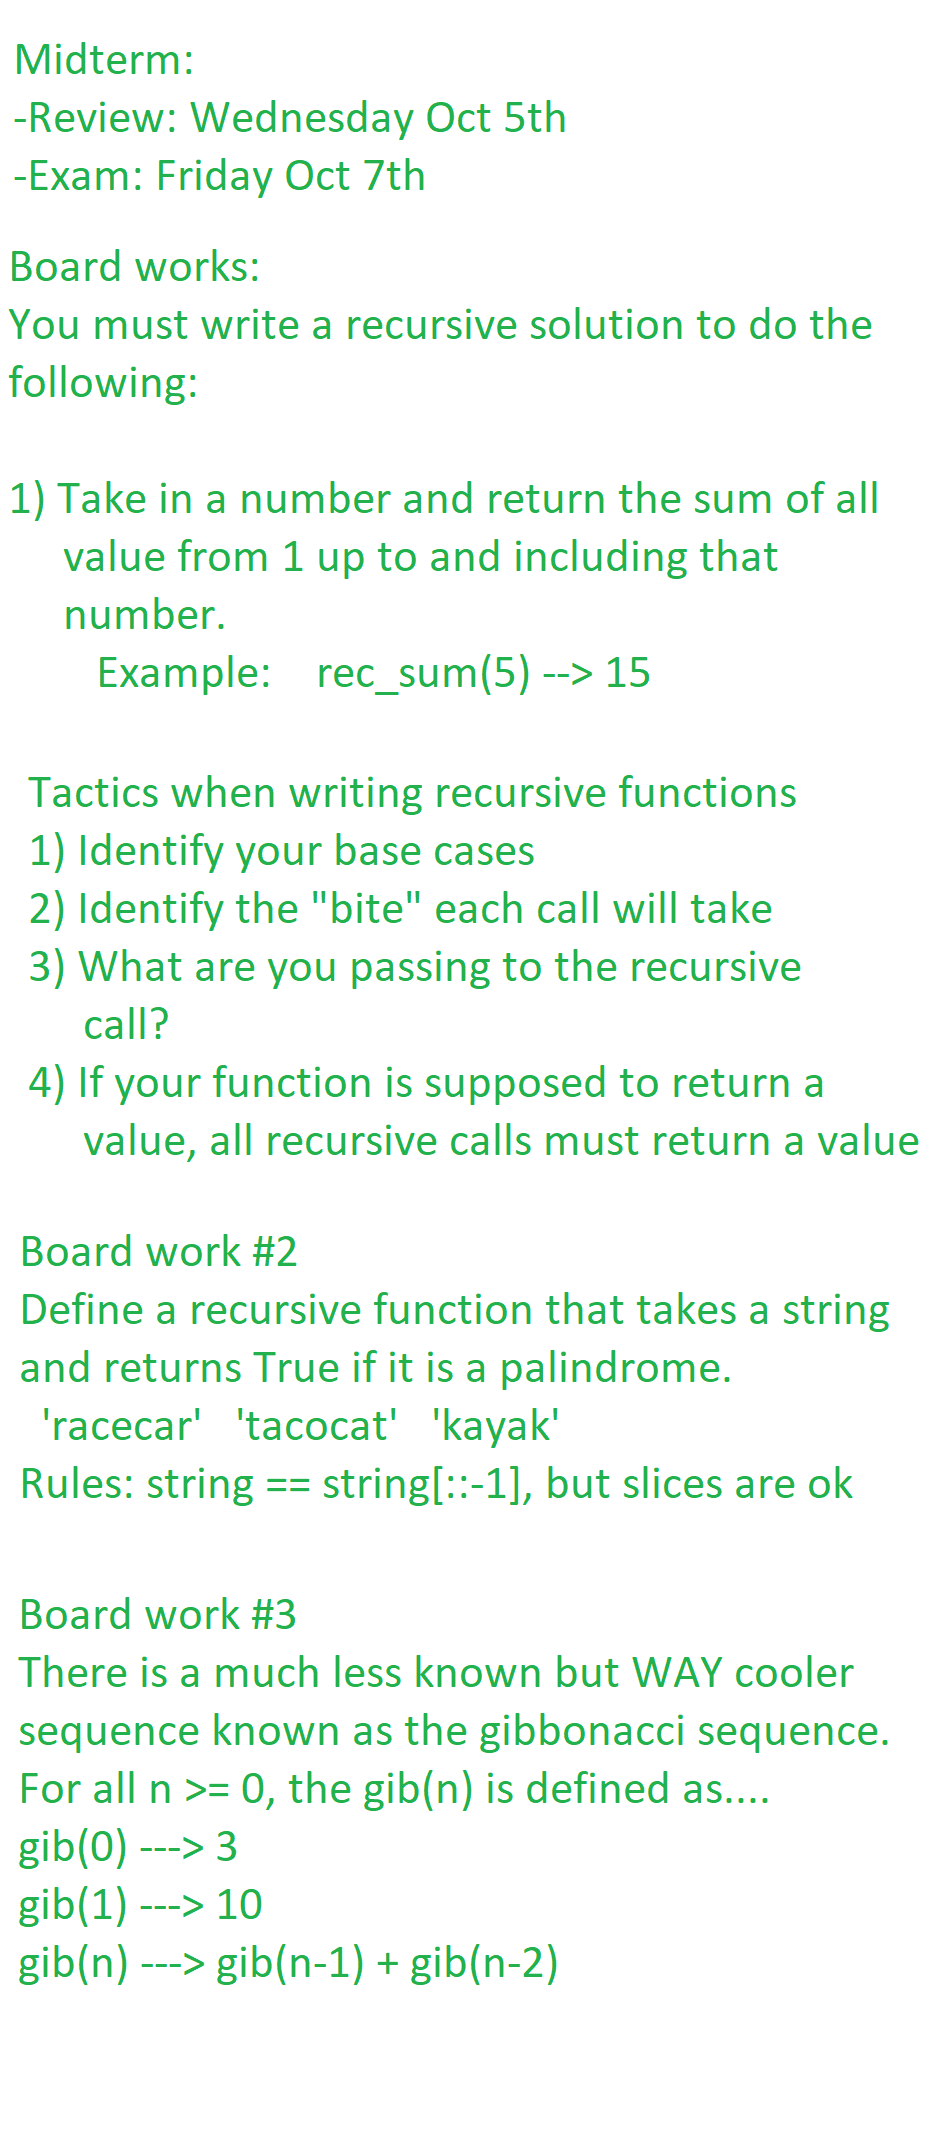 Midterm:
-Review: Wednesday Oct 5th
-Exam: Friday Oct 7th
Board works:
You must write a recursive solution to do the
following:
1) Take in a number and return the sum of all
value from 1 up to and including that
number.
Example: rec_sum(5) --> 15
Tactics when writing recursive functions
1) Identify your base cases
2) Identify the "bite" each call will take
3) What are you passing to the recursive
call?
4) If your function is supposed to return a
value, all recursive calls must return a value
Board work #2
Define a recursive function that takes a string
and returns True if it is a palindrome.
'racecar' 'tacocat' 'kayak'
Rules: string == string[::-1], but slices are ok
Board work #3
There is a much less known but WAY cooler
sequence known as the gibbonacci sequence.
For all n >= 0, the gib(n) is defined as....
gib(0) ---> 3
gib(1) ---> 10
gib(n) ---> gib(n-1) + gib(n-2)